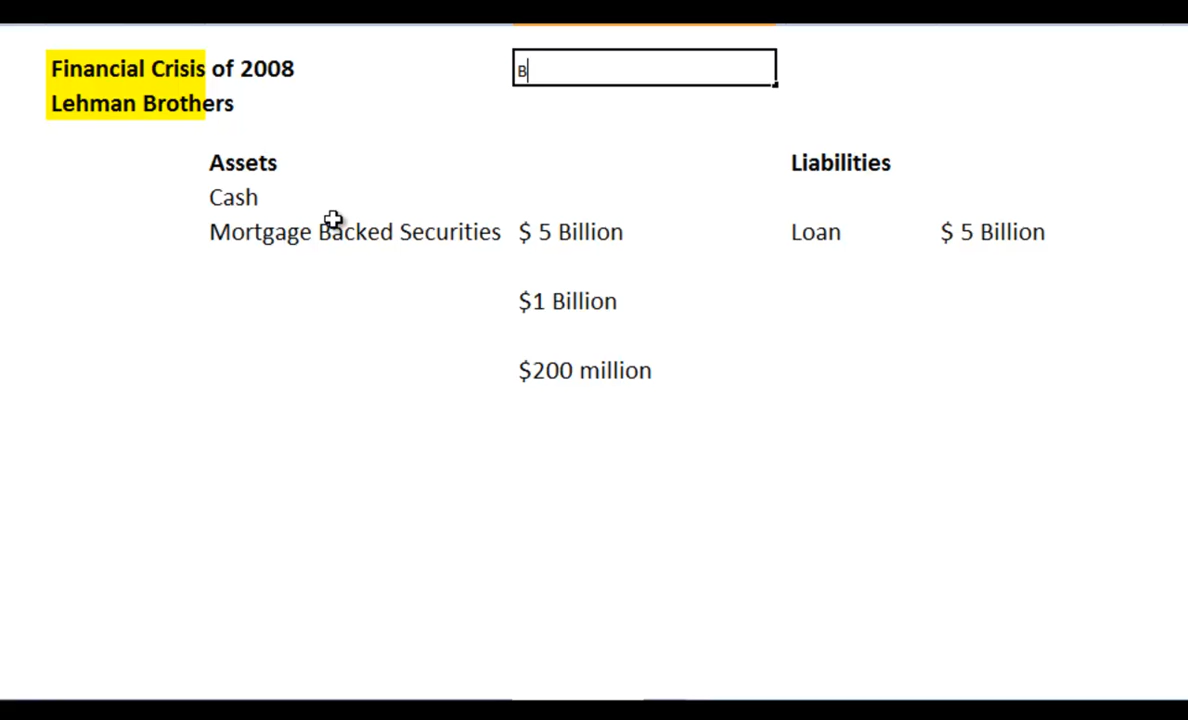 Financial Crisis of 2008
B
Lehman Brothers
Assets Liabilities
Cash
Mortgage Backed Securities $ 5 Billion Loan $ 5 Billion
$1 Billion
$200 million